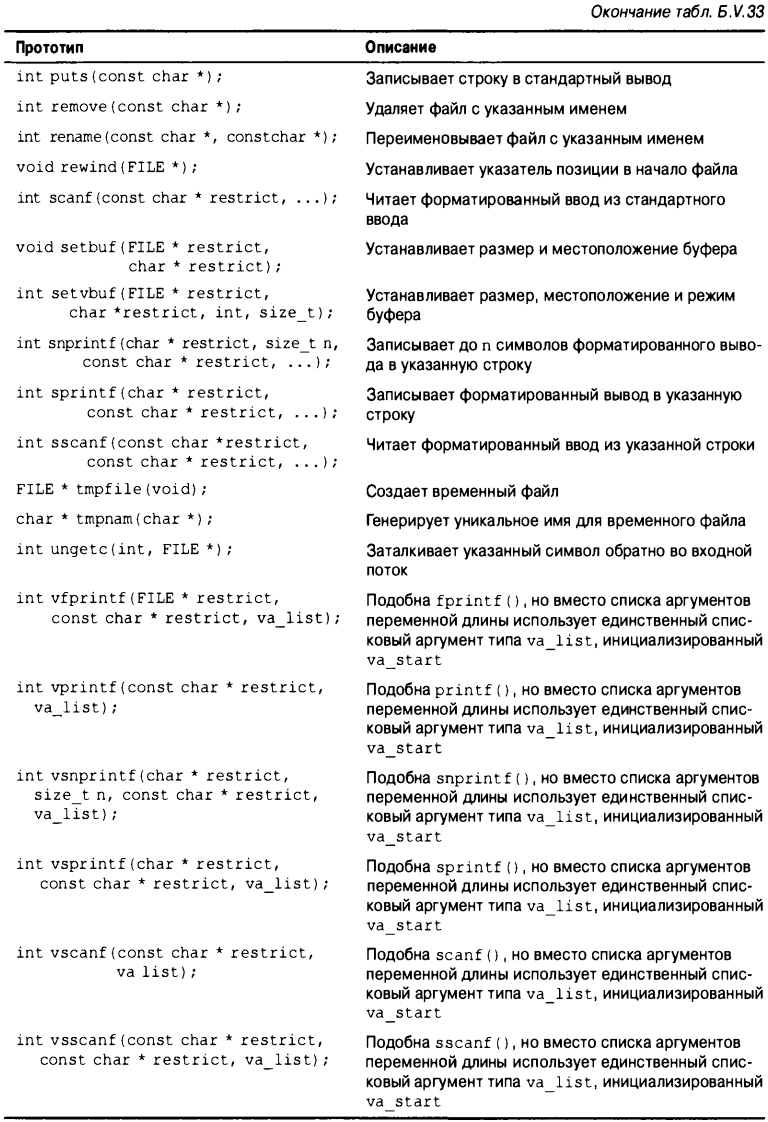 Окончание табл. Б.V.33
Прототип Описание
int puts(const char *); Записывает строку в стандартный вывод
int remove(const char *); Удаляет файл с указанным именем
int rename(const char *, constchar *); Переименовывает файл с указанным именем
void rewind(FILE *); Устанавливает указатель позиции в начало файла
int scanf(const char * restrict, ...); Читает форматированный ввод из стандартного
ввода
void setbuf(FILE * restrict, Устанавливает размер и местоположение буфера
char * restrict);
int setvbuf(FILE * restrict, Устанавливает размер, местоположение и режим
char *restrict, int, size_t); буфера
int snprintf(char * restrict, size_t n, Записывает до n символов форматированного выво-
const char * restrict, ...); да в указанную строку
int sprintf(char * restrict, Записывает форматированный вывод в указанную
const char * restrict, ...); строку
int sscanf(const char *restrict, Читает форматированный ввод из указанной строки
const char * restrict, ...);
FILE * tmpfile(void); Создает временный файл
char * tmpnam(char *); Генерирует уникальное имя для временного файла
int ungetc(int, FILE *); Заталкивает указанный символ обратно во входной
поток
int vfprintf(FILE * restrict, Подобна fprintf(), но вместо списка аргументов
const char * restrict, va_list); переменной длины использует единственный спис-
ковый аргумент типа va_list, инициализированный
va_start
int vprintf(const char * restrict, Подобна printf(), но вместо списка аргументов
va_list); переменной длины использует единственный спис-
ковый аргумент типа va_list, инициализированный
va_start
int vsnprintf(char * restrict, Подобна snprintf(), но вместо списка аргументов
size_t n, const char * restrict, переменной длины использует единственный спис-
va_list); ковый аргумент типа va_list, инициализированный
va_start
int vsprintf(char * restrict, Подобна sprintf(), но вместо списка аргументов
const char * restrict, va_list); переменной длины использует единственный спис-
ковый аргумент типа va_list, инициализированный
va_start
int vscanf(const char * restrict, Подобна scanf(), но вместо списка аргументов
va list); переменной длины использует единственный спис-
ковый аргумент типа va_list, инициализированный
va_start
int vsscanf(const char * restrict, Подобна sscanf(), но вместо списка аргументов
const char * restrict, va_list); переменной длины использует единственный спис-
ковый аргумент типа va_list, инициализированный
va_start